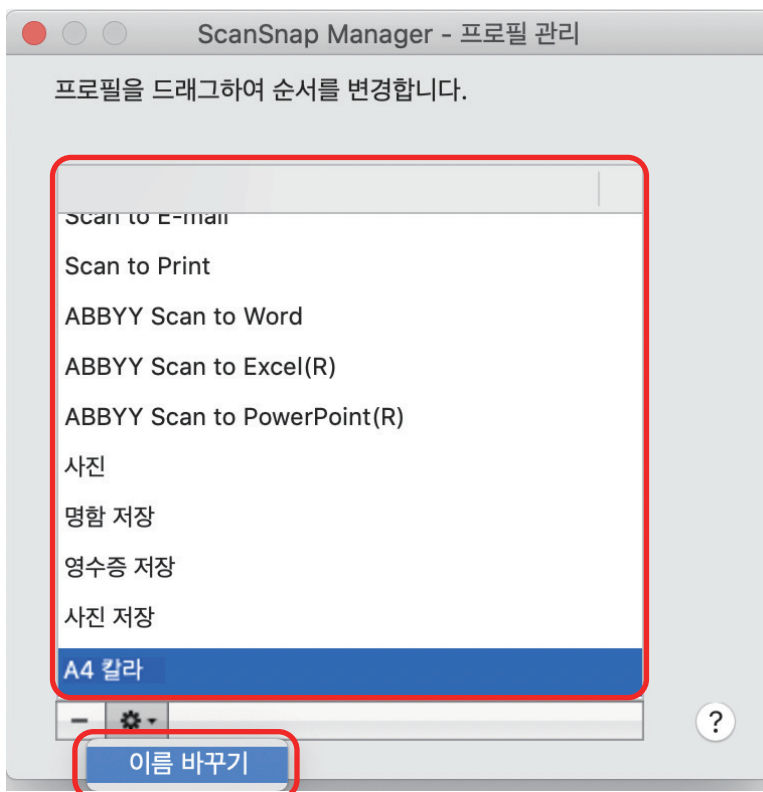 ScanSnap Manager - 프로필 관리
프로필을 드래그하여 순서를 변경합니다.
Scan to E-mail
Scan to Print
ABBYY Scan to Word
ABBYY Scan to Excel(R)
ABBYY Scan to PowerPoint(R)
사진
명함 저장
영수증 저장
사진 저장
A4 칼라
?
이름 바꾸기